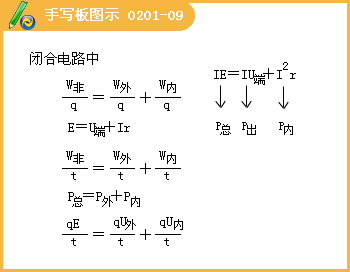 手写板图示 0201-09
闭合电路中
W非/q = W外/q + W内/q
E=U端+Ir
W非/t = W外/t + W内/t
P总=P外+P内
qE/t = qU外/t + qU内/t
IE=IU端+I²r
↓ ↓ ↓
P总 P出 P内